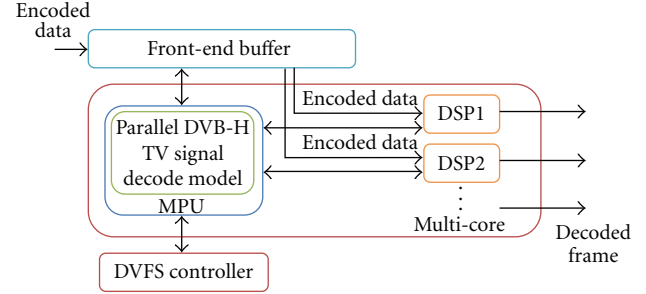 Encoded
data
Front-end buffer
Encoded data
DSP1
Parallel DVB-H
TV signal
decode model
MPU
Encoded data
DSP2
Multi-core
Decoded
frame
DVFS controller